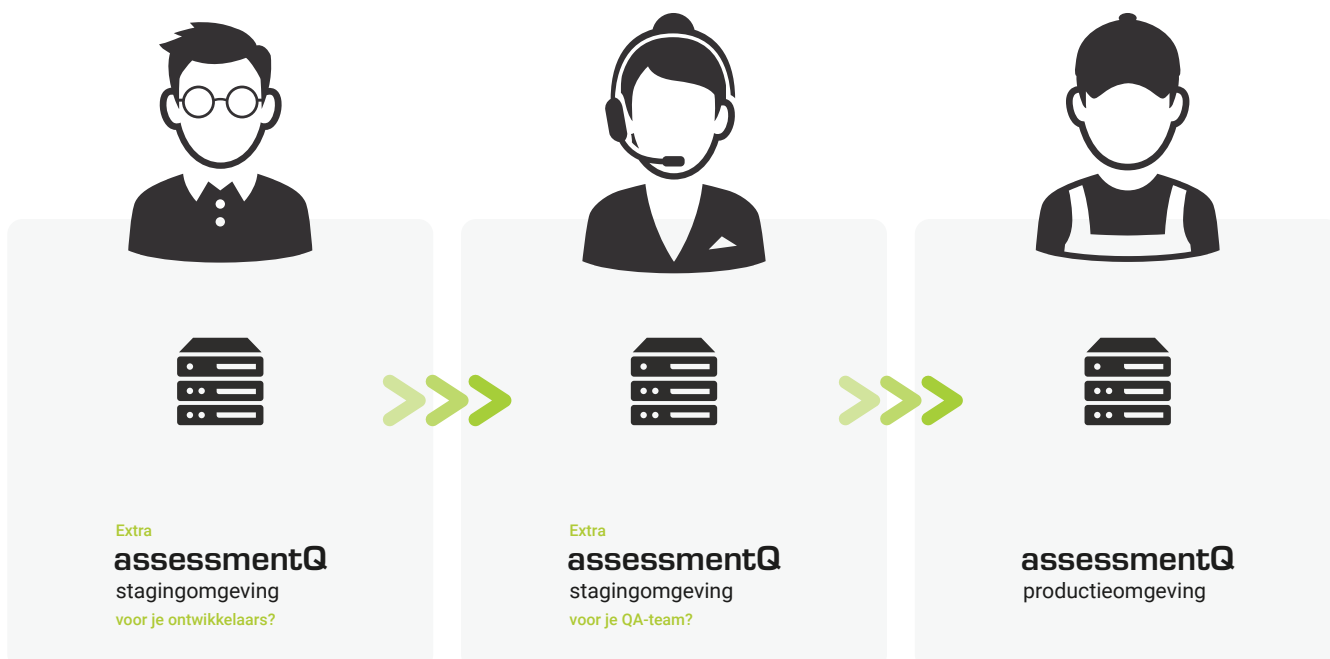 Extra
assessmentQ
stagingomgeving
voor je ontwikkelaars?
Extra
assessmentQ
stagingomgeving
voor je QA-team?
assessmentQ
productieomgeving